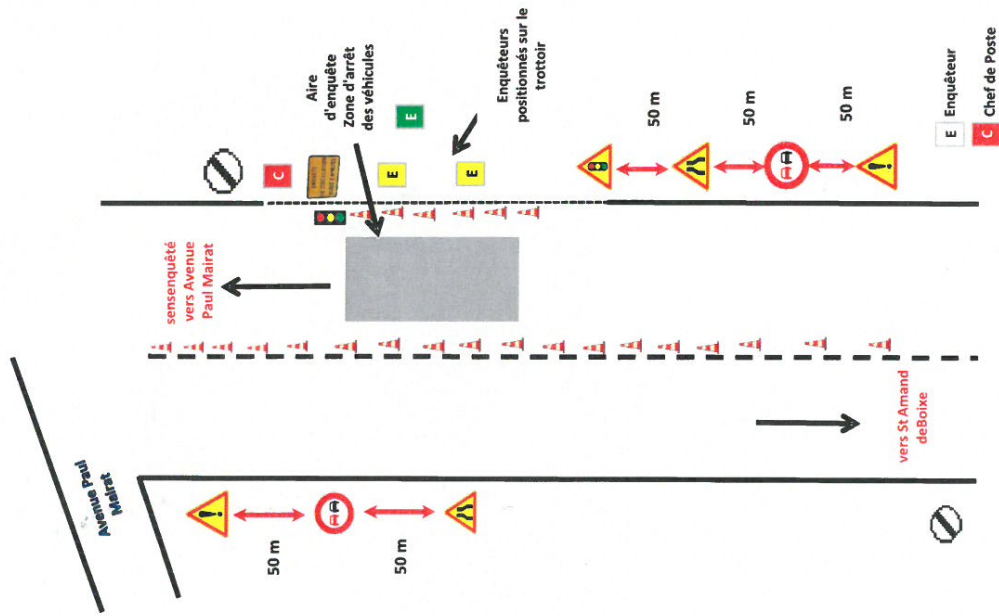 Avenue Paul
Mairat
sensenquêté
vers Avenue
Paul Mairat
Aire
d'enquête
Zone d'arrêt
des véhicules
C
E
E
E
Enquêteurs
positionnés sur le
trottoir
50 m
50 m
50 m
50 m
50 m
vers St Amand
deBoixe
E Enquêteur
C Chef de Poste